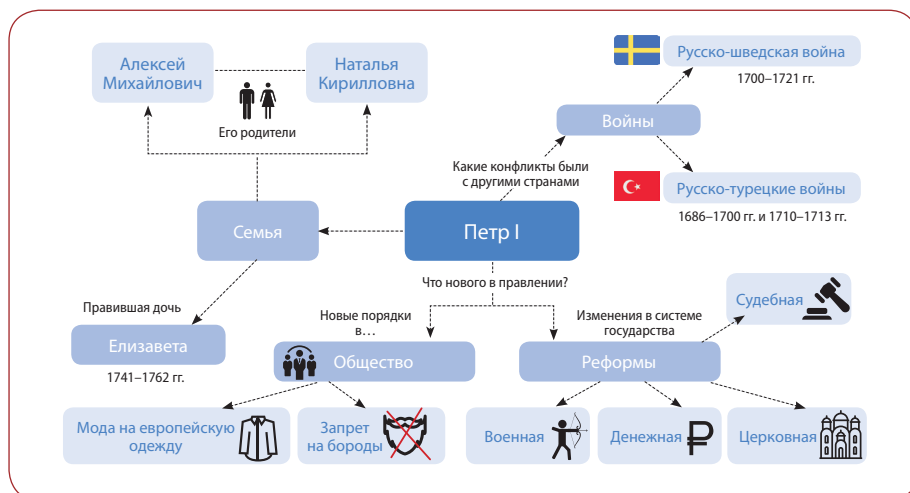 Алексей
Михайлович
Наталья
Кирилловна
Его родители
Русско-шведская война
1700–1721 гг.
Войны
Какие конфликты были
с другими странами
Русско-турецкие войны
1686–1700 гг. и 1710–1713 гг.
Семья
Петр I
Что нового в правлении?
Правившая дочь
Елизавета
1741–1762 гг.
Новые порядки
в...
Общество
Изменения в системе
государства
Реформы
Судебная
Мода на европейскую
одежду
Запрет
на бороды
Военная
Денежная
Церковная